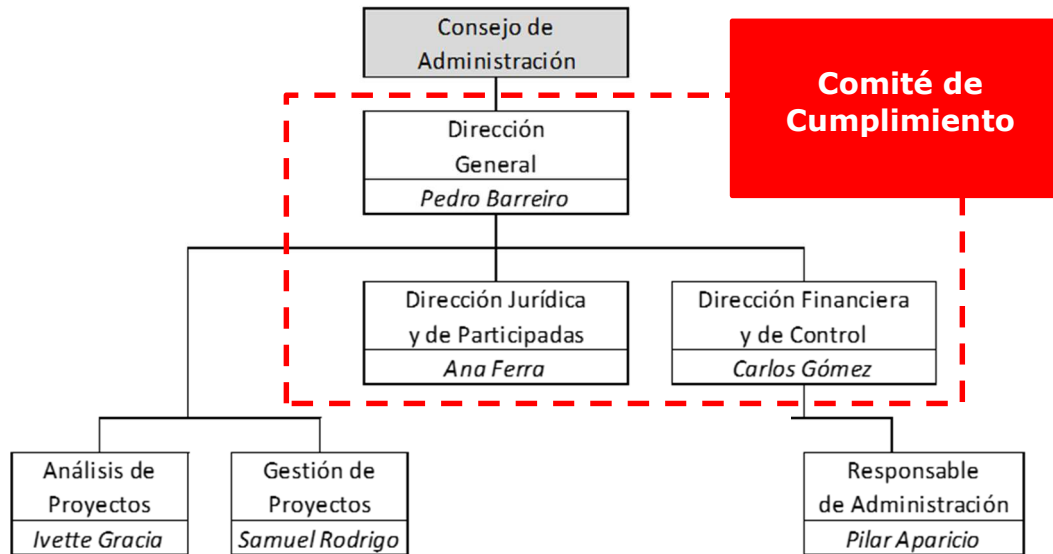 Consejo de
Administración
Comité de
Cumplimiento
Dirección
General
Pedro Barreiro
Dirección Jurídica
y de Participadas
Ana Ferra
Dirección Financiera
y de Control
Carlos Gómez
Análisis de
Proyectos
Ivette Gracia
Gestión de
Proyectos
Samuel Rodrigo
Responsable
de Administración
Pilar Aparicio